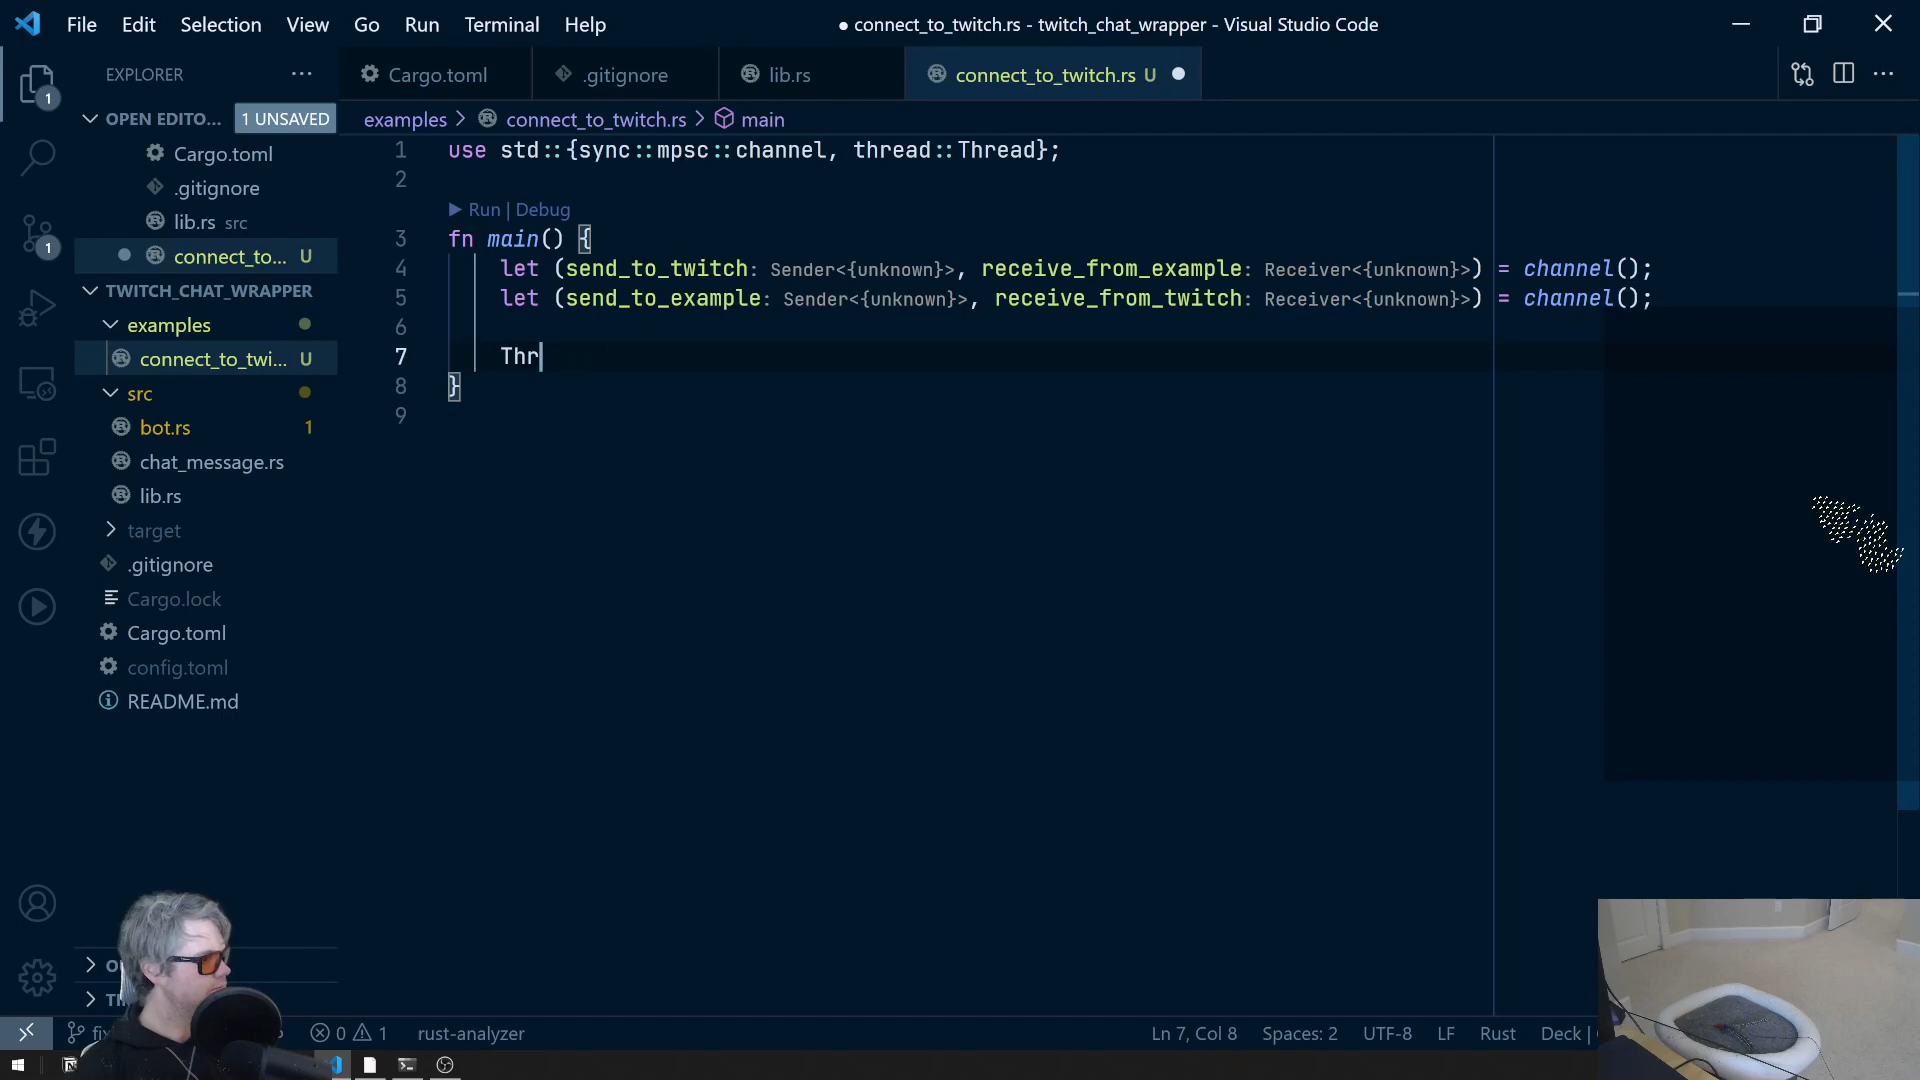 File Edit Selection View Go Run Terminal Help
● connect_to_twitch.rs - twitch_chat_wrapper - Visual Studio Code
EXPLORER ···
Cargo.toml .gitignore lib.rs connect_to_twitch.rs U
OPEN EDITO... 1 UNSAVED
Cargo.toml
.gitignore
lib.rs src
connect_to... U
TWITCH_CHAT_WRAPPER
examples
connect_to_twi... U
src
bot.rs 1
chat_message.rs
lib.rs
target
.gitignore
Cargo.lock
Cargo.toml
config.toml
README.md
1
1
examples > connect_to_twitch.rs > main
1 use std::{sync::mpsc::channel, thread::Thread};
2
Run | Debug
3 fn main() {
4 let (send_to_twitch: Sender<{unknown}>, receive_from_example: Receiver<{unknown}>) = channel();
5 let (send_to_example: Sender<{unknown}>, receive_from_twitch: Receiver<{unknown}>) = channel();
6
7 Thr
8 }
9
0 1 rust-analyzer
Ln 7, Col 8 Spaces: 2 UTF-8 LF Rust Deck |